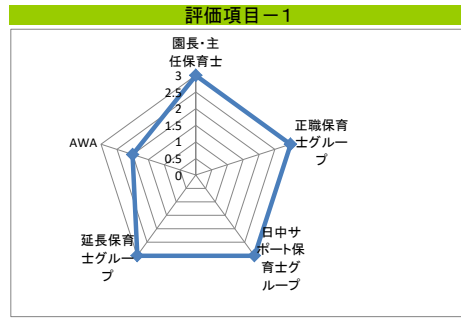 評価項目－1
園長・主
任保育士
3
2.5
2
1.5
1
0.5
0
正職保育
士グルー
プ
日中サ
ポート保
育士グ
ループ
延長保育
士グルー
プ
AWA